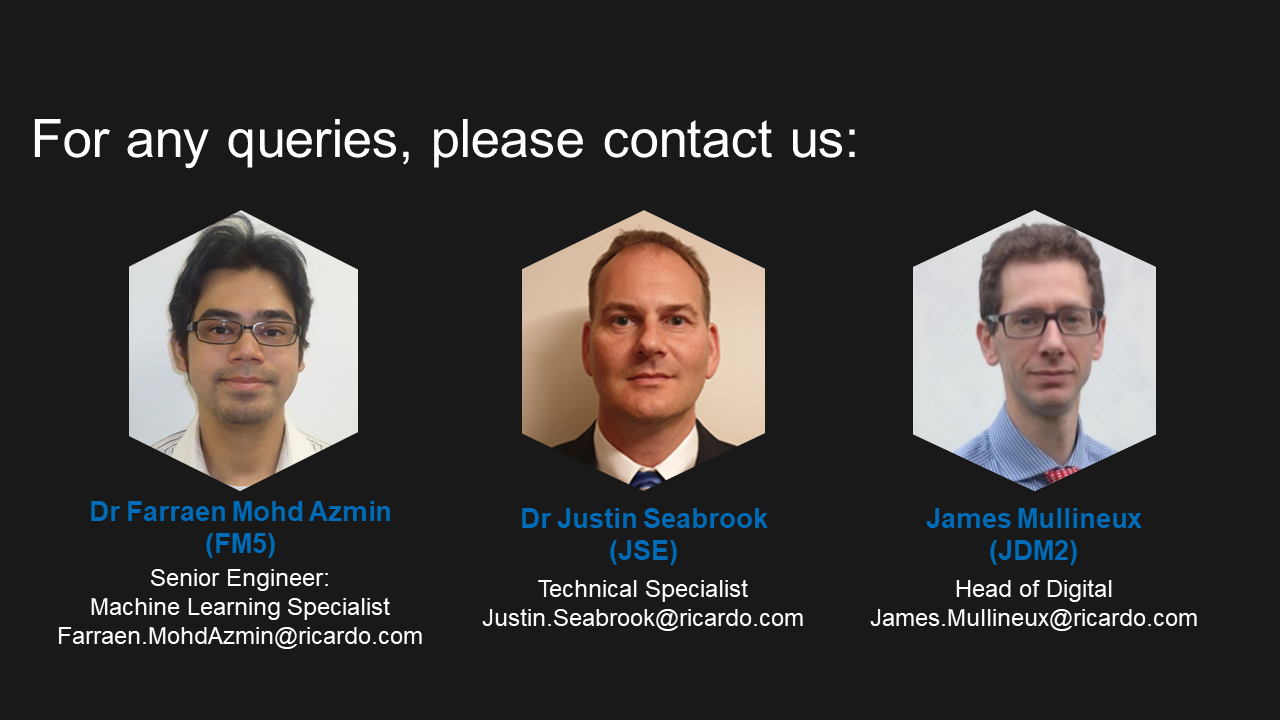 For any queries, please contact us:
Dr Farraen Mohd Azmin
(FM5)
Senior Engineer:
Machine Learning Specialist
Farraen.MohdAzmin@ricardo.com
Dr Justin Seabrook
(JSE)
Technical Specialist
Justin.Seabrook@ricardo.com
James Mullineux
(JDM2)
Head of Digital
James.Mullineux@ricardo.com